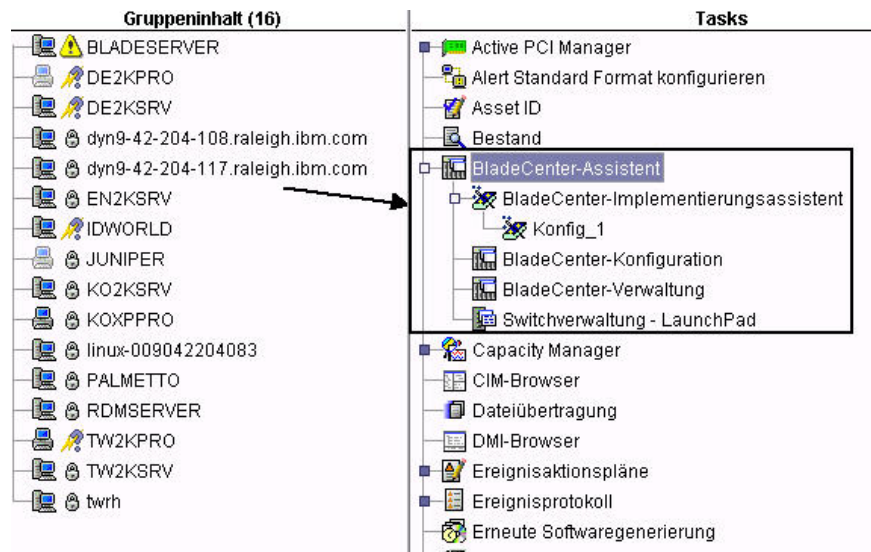 Gruppeninhalt (16)
BLADESERVER
DE2KPRO
DE2KSRV
dyn9-42-204-108.raleigh.ibm.com
dyn9-42-204-117.raleigh.ibm.com
EN2KSRV
IDWORLD
JUNIPER
KO2KSRV
KOXPPRO
linux-009042204083
PALMETTO
RDMSERVER
TW2KPRO
TW2KSRV
twrh
Tasks
Active PCI Manager
Alert Standard Format konfigurieren
Asset ID
Bestand
BladeCenter-Assistent
BladeCenter-Implementierungsassistent
Konfig_1
BladeCenter-Konfiguration
BladeCenter-Verwaltung
Switchverwaltung - LaunchPad
Capacity Manager
CIM-Browser
Dateiübertragung
DMI-Browser
Ereignisaktionspläne
Ereignisprotokoll
Erneute Softwaregenerierung